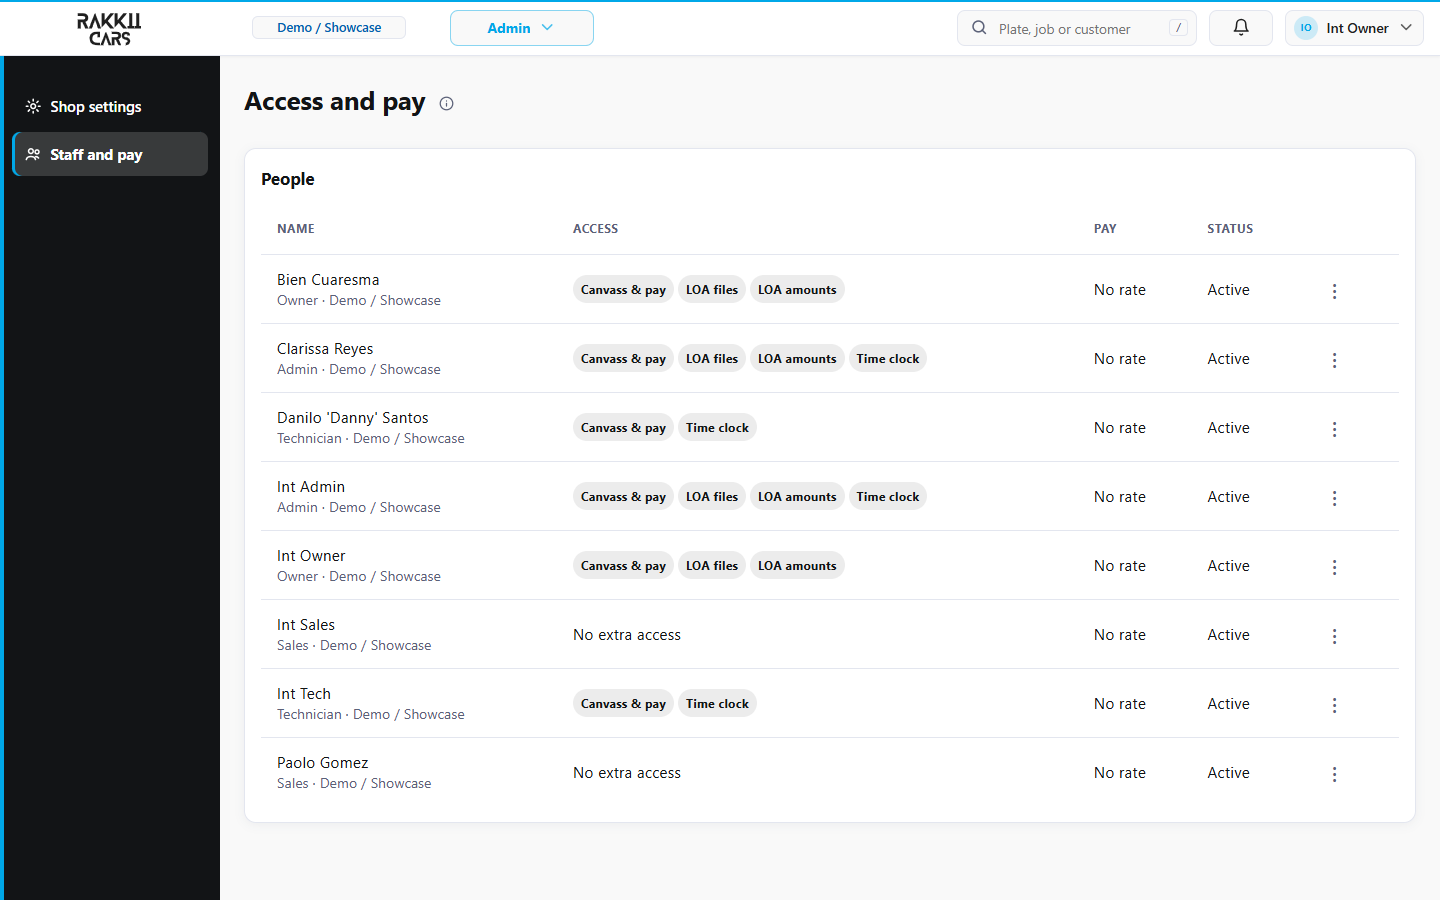 RAKKII
CARS
Demo / Showcase
Admin
Plate, job or customer
/
IO
Int Owner
Shop settings
Staff and pay
Access and pay
People
NAME
ACCESS
PAY
STATUS
Bien Cuaresma
Owner · Demo / Showcase
Canvass & pay
LOA files
LOA amounts
No rate
Active
Clarissa Reyes
Admin · Demo / Showcase
Canvass & pay
LOA files
LOA amounts
Time clock
No rate
Active
Danilo 'Danny' Santos
Technician · Demo / Showcase
Canvass & pay
Time clock
No rate
Active
Int Admin
Admin · Demo / Showcase
Canvass & pay
LOA files
LOA amounts
Time clock
No rate
Active
Int Owner
Owner · Demo / Showcase
Canvass & pay
LOA files
LOA amounts
No rate
Active
Int Sales
Sales · Demo / Showcase
No extra access
No rate
Active
Int Tech
Technician · Demo / Showcase
Canvass & pay
Time clock
No rate
Active
Paolo Gomez
Sales · Demo / Showcase
No extra access
No rate
Active